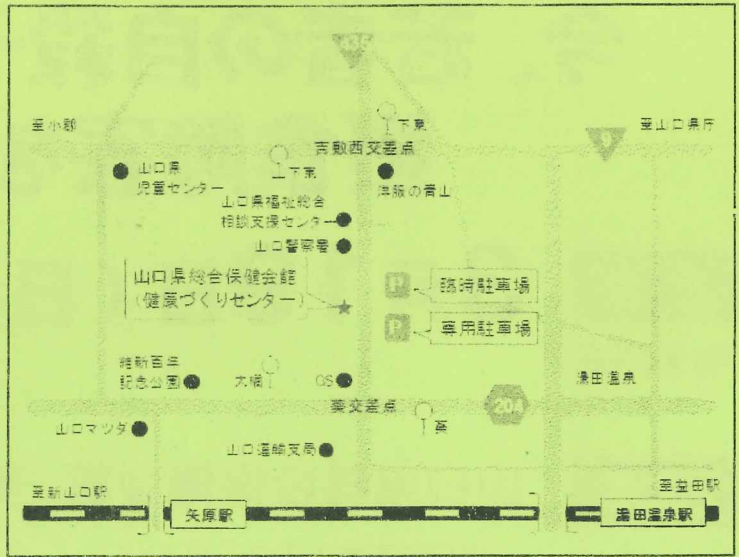 435
至小郡
下東
至山口県庁
9
吉敷西交差点
山口県
児童センター
下東
洋服の青山
山口県福祉総合
相談支援センター
山口警察署
山口県総合保健会館
(健康づくりセンター)
P
臨時駐車場
P
専用駐車場
維新百年
記念公園
大橋
GS
湯田温泉
葵交差点
204
葵
山口マツダ
山口運輸支局
至新山口駅
至益田駅
矢原駅
湯田温泉駅